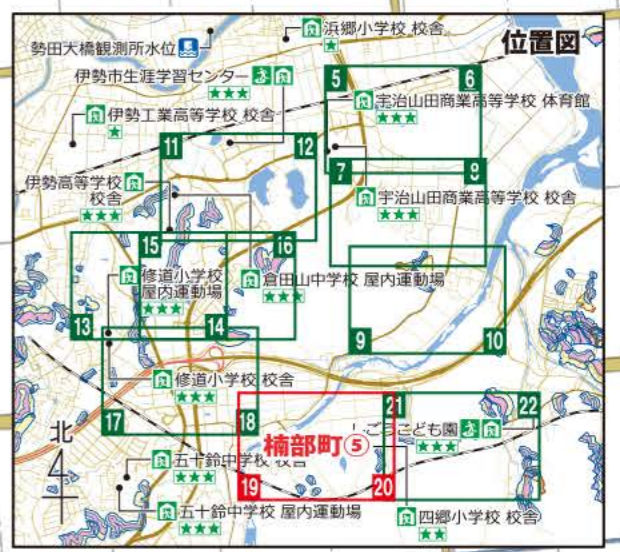 位置図
勢田大橋観測所水位
浜郷小学校 校舎
★
伊勢市生涯学習センター
★★★
伊勢工業高等学校 校舎
★
5
6
宇治山田商業高等学校 体育館
★★★
11
12
7
9
伊勢高等学校
校舎
★★★
宇治山田商業高等学校 校舎
★★★
15
16
修道小学校
屋内運動場
★★★
倉田山中学校 屋内運動場
★★★
13
14
9
10
修道小学校 校舎
★★★
北
17
18
21
22
楠部町⑤
ごうこども園
★★★
五十鈴中学校 校舎
★★★
19
20
五十鈴中学校 屋内運動場
★★★
四郷小学校 校舎
★★